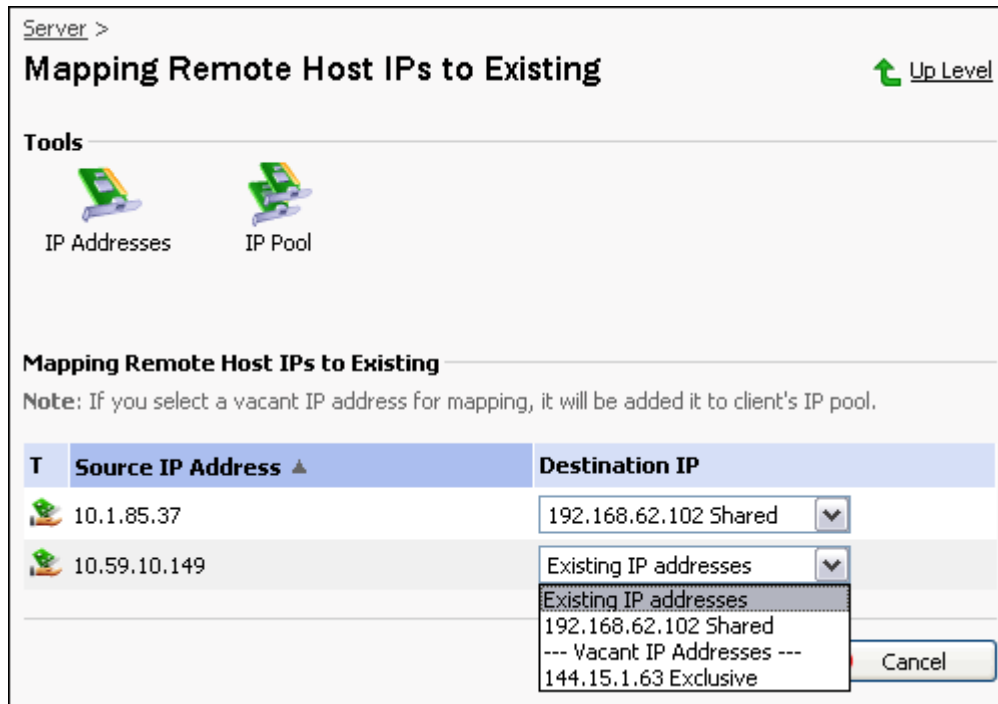 Server >
Mapping Remote Host IPs to Existing
Up Level
Tools
IP Addresses
IP Pool
Mapping Remote Host IPs to Existing
Note: If you select a vacant IP address for mapping, it will be added it to client's IP pool.
T Source IP Address Destination IP
10.1.85.37 192.168.62.102 Shared
10.59.10.149 Existing IP addresses
Existing IP addresses
192.168.62.102 Shared
--- Vacant IP Addresses ---
144.15.1.63 Exclusive
Cancel